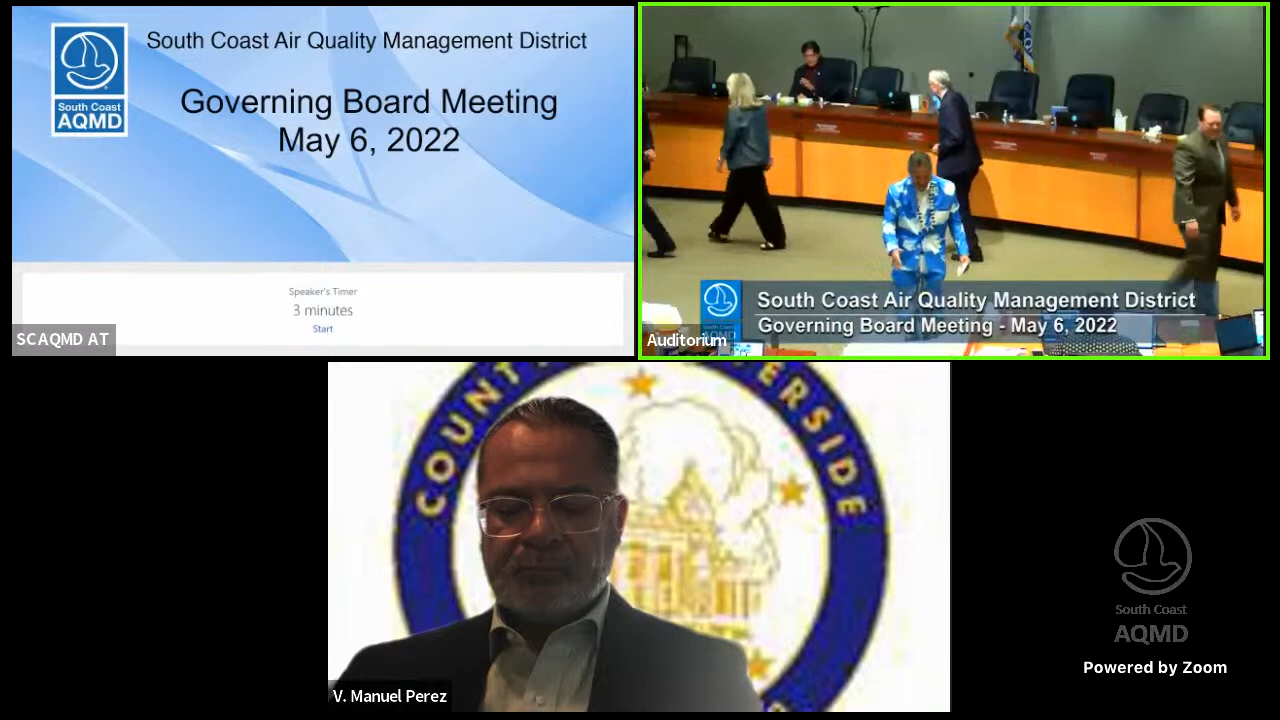 South Coast
AQMD
South Coast Air Quality Management District
Governing Board Meeting
May 6, 2022
Speaker's Timer
3 minutes
Start
SCAQMD AT
South Coast Air Quality Management District
Governing Board Meeting - May 6, 2022
Auditorium
COUNT
ERSIDE
V. Manuel Perez
South Coast
AQMD
Powered by Zoom